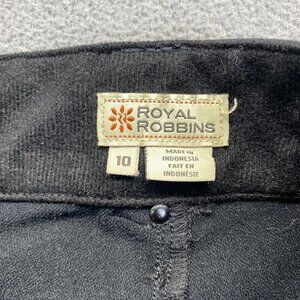 ROYAL
ROBBINS
10
MADE IN
INDONESIA
FAIT EN
INDONÉSIE